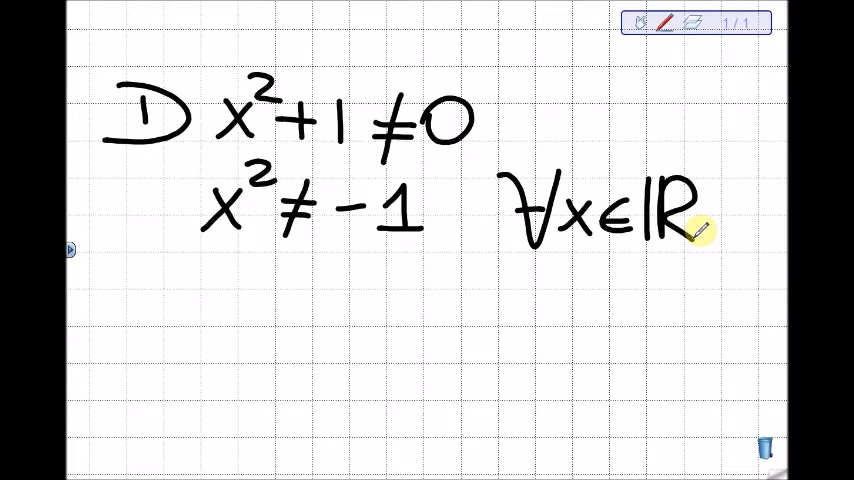 1 / 1
D x² + 1 ≠ 0
x² ≠ - 1 ∀x ∈ ℝ